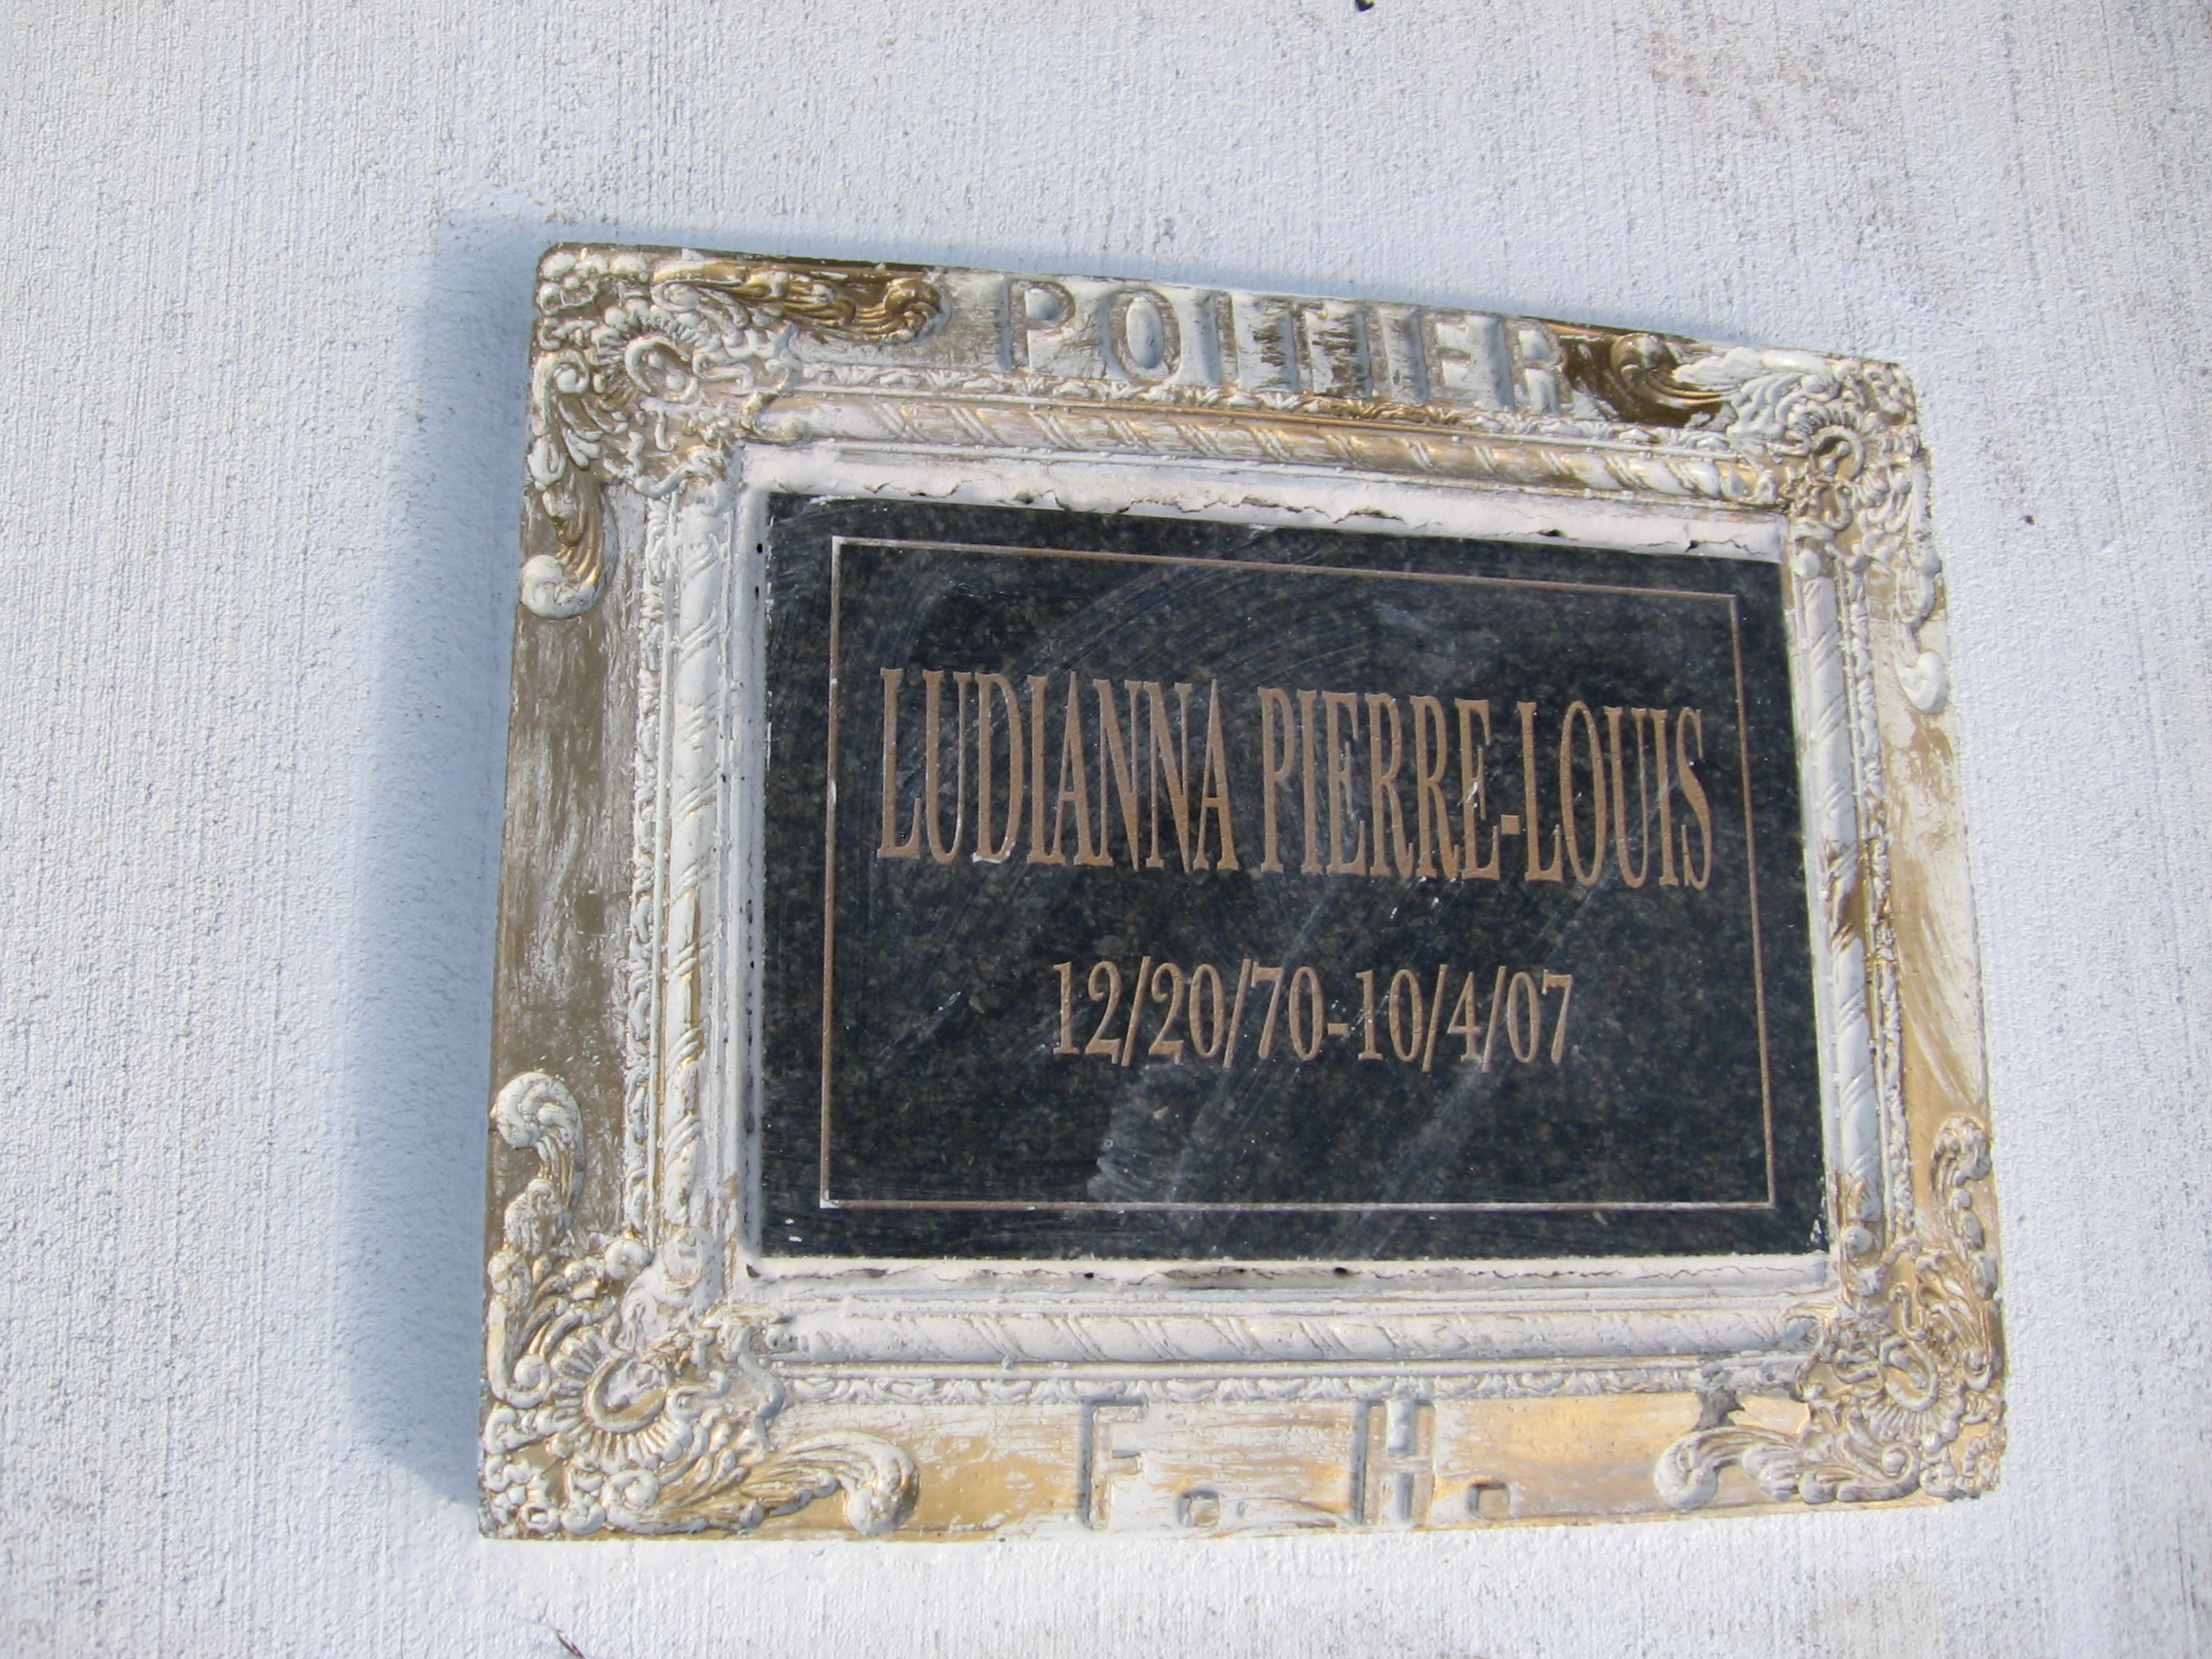 POITIER
LUDIANNA PIERRE-LOUIS
12/20/70-10/4/07
F. H.